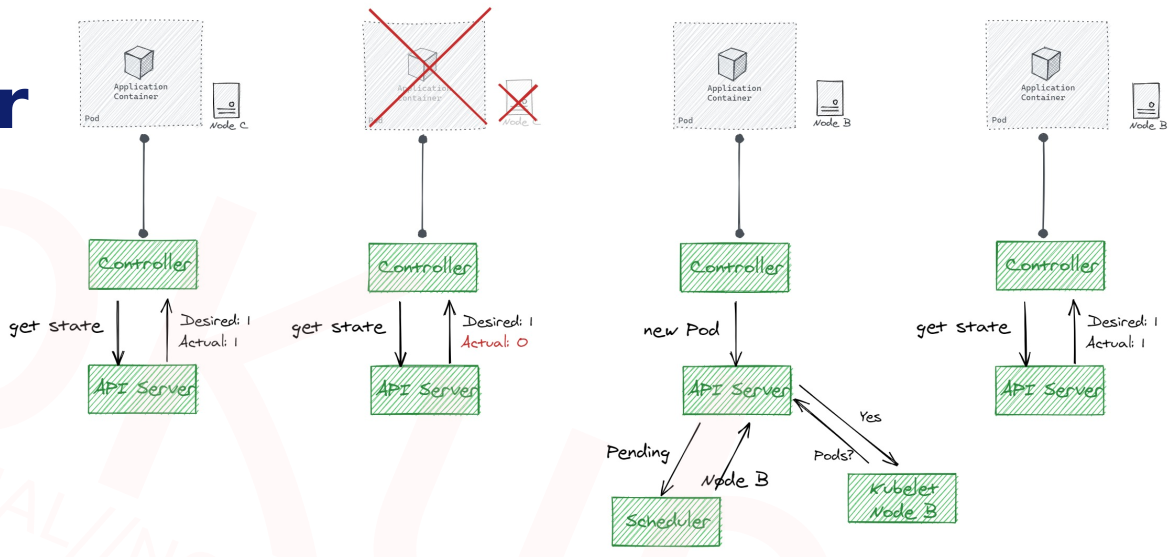 r
Application
Container
Pod
Node C
Controller
get state
Desired: 1
Actual: 1
API Server
Application
Container
Pod
Node C
Controller
get state
Desired: 1
Actual: 0
API Server
Application
Container
Pod
Node B
Controller
new Pod
API Server
Yes
Pods?
Pending
Node B
Scheduler
Kubelet
Node B
Application
Container
Pod
Node B
Controller
get state
Desired: 1
Actual: 1
API Server